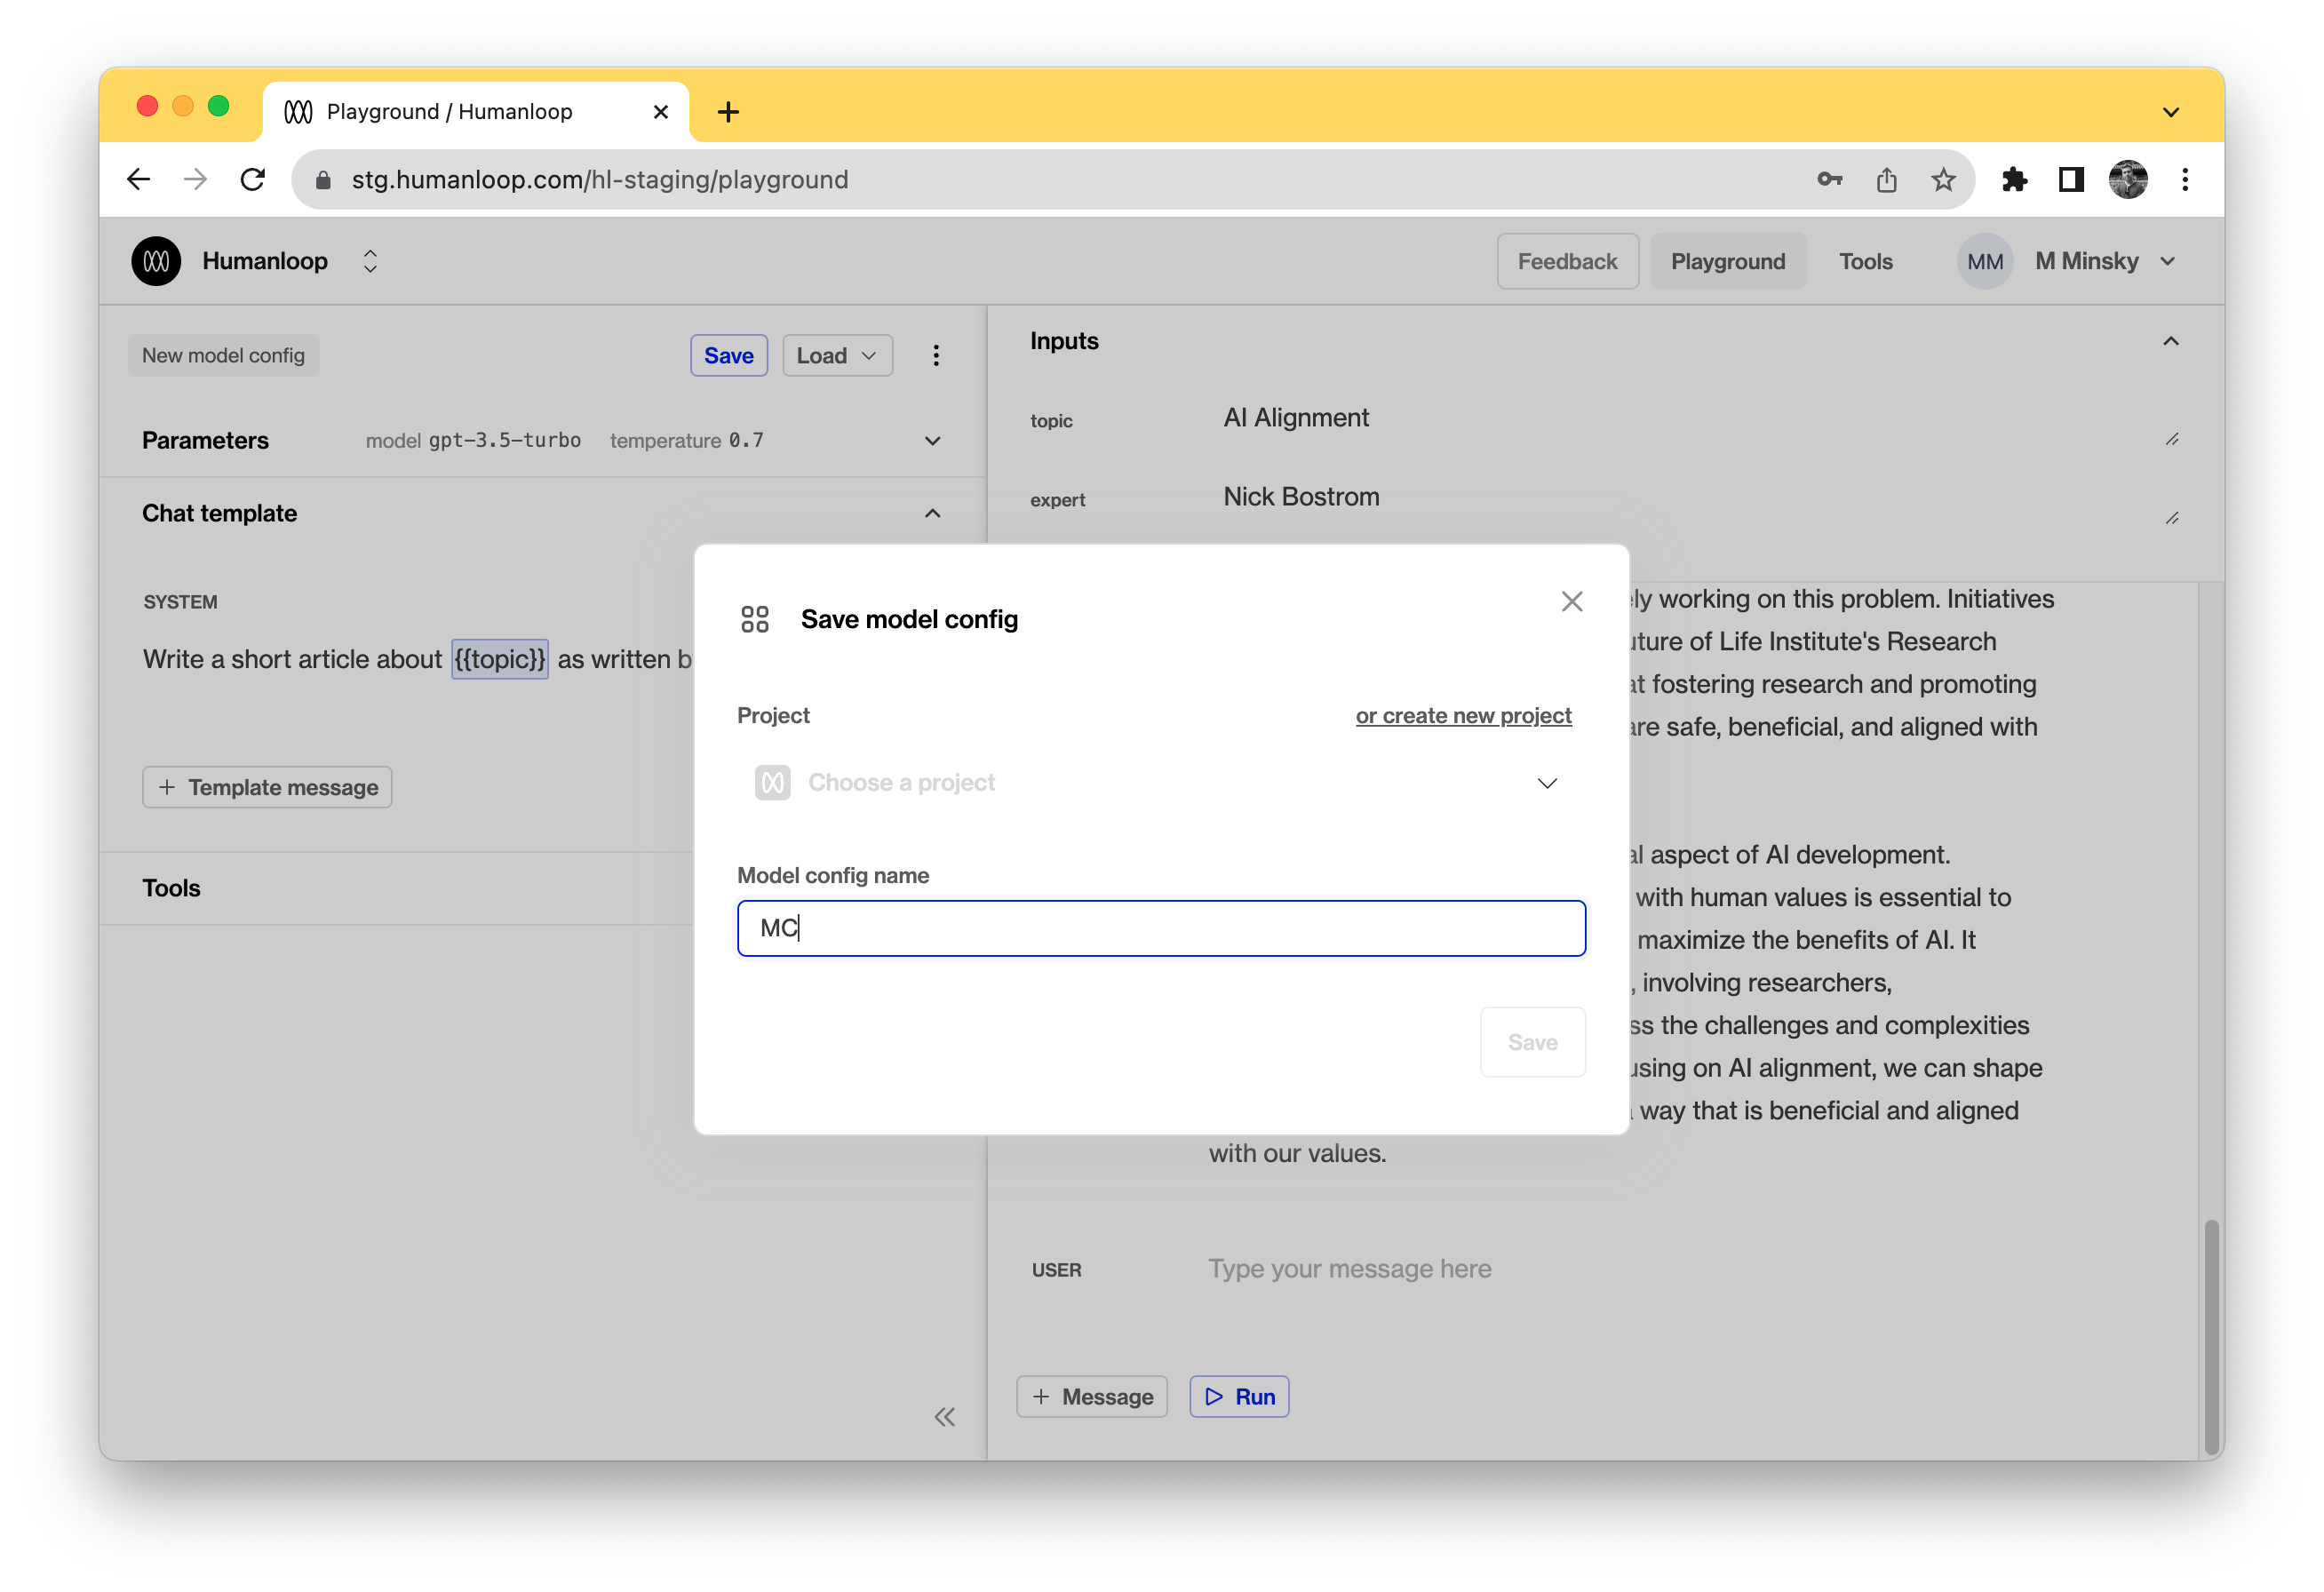 Playground / Humanloop
stg.humanloop.com/hl-staging/playground
Humanloop
Feedback
Playground
Tools
MM
M Minsky
New model config
Save
Load
Parameters
model gpt-3.5-turbo
temperature 0.7
Chat template
SYSTEM
Write a short article about {{topic}} as written
+ Template message
Tools
Inputs
topic
AI Alignment
expert
Nick Bostrom
working on this problem. Initiatives
of Life Institute's Research
fostering research and promoting
safe, beneficial, and aligned with
aspect of AI development.
with human values is essential to
maximize the benefits of AI. It
, involving researchers,
the challenges and complexities
on AI alignment, we can shape
way that is beneficial and aligned
with our values.
USER
Type your message here
+ Message
Run
Save model config
Project
or create new project
Choose a project
Model config name
MC
Save